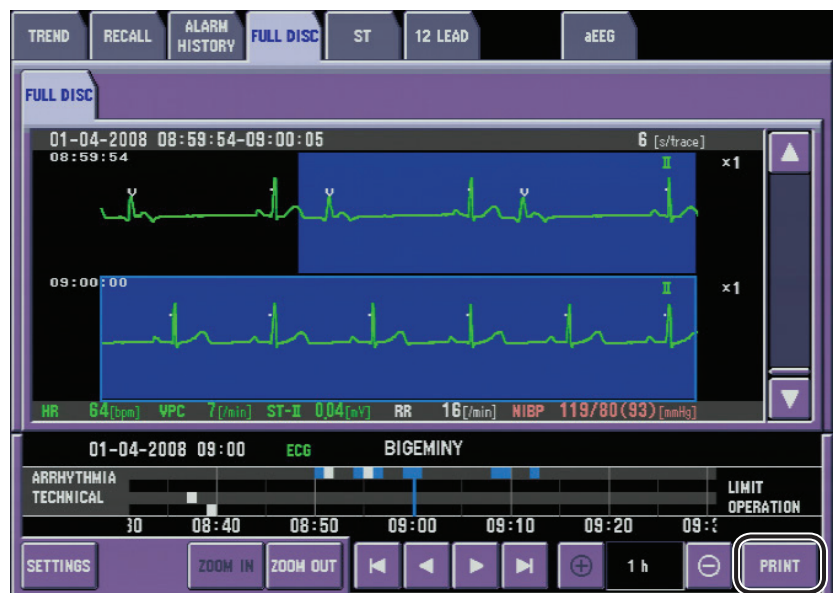 TREND RECALL ALARM HISTORY FULL DISC ST 12 LEAD aEEG
FULL DISC
01-04-2008 08:59:54-09:00:05 6 [s/trace]
08:59:54 II ×1
V V V
09:00:00 II ×1
HR 64[bpm] VPC 7[/min] ST-II 0.04[mV] RR 16[/min] NIBP 119/80(93)[mmHg]
01-04-2008 09:00 ECG BIGEMINY
ARRHYTHMIA
TECHNICAL
LIMIT
OPERATION
30 08:40 08:50 09:00 09:10 09:20 09:
SETTINGS ZOOM IN ZOOM OUT 1 h PRINT